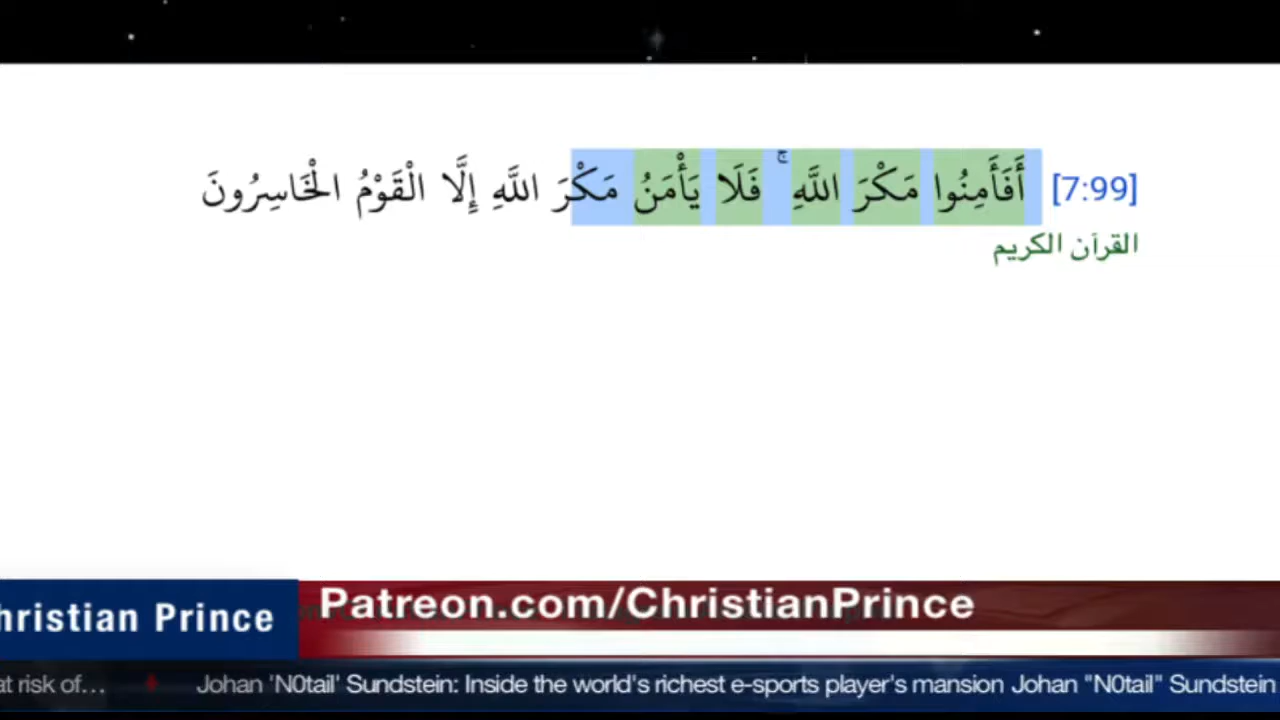 [7:99] أَفَأَمِنُوا مَكْرَ اللَّهِ ۚ فَلَا يَأْمَنُ مَكْرَ اللَّهِ إِلَّا الْقَوْمُ الْخَاسِرُونَ
القرآن الكريم
hristian Prince
Patreon.com/ChristianPrince
at risk of... Johan 'N0tail' Sundstein: Inside the world's richest e-sports player's mansion Johan "N0tail" Sundstein